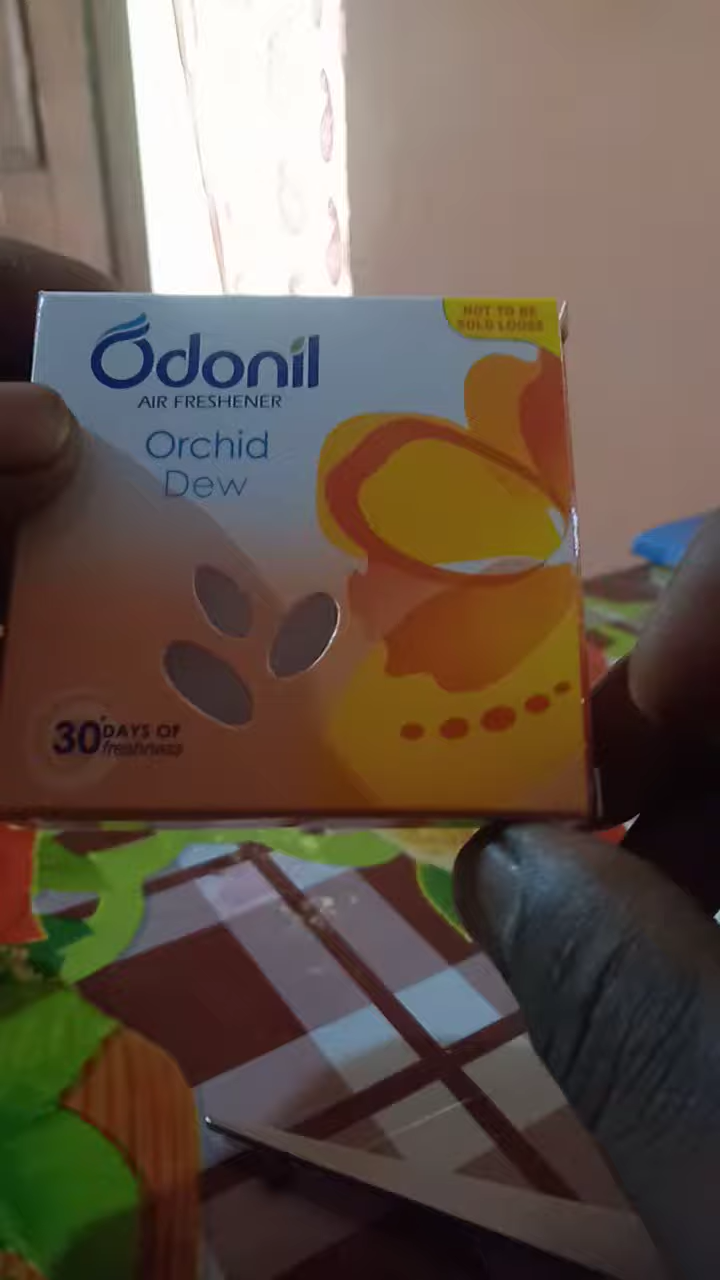 NOT TO BE
SOLD LOOSE
Odonil
AIR FRESHENER
Orchid
Dew
30* DAYS OF
freshness